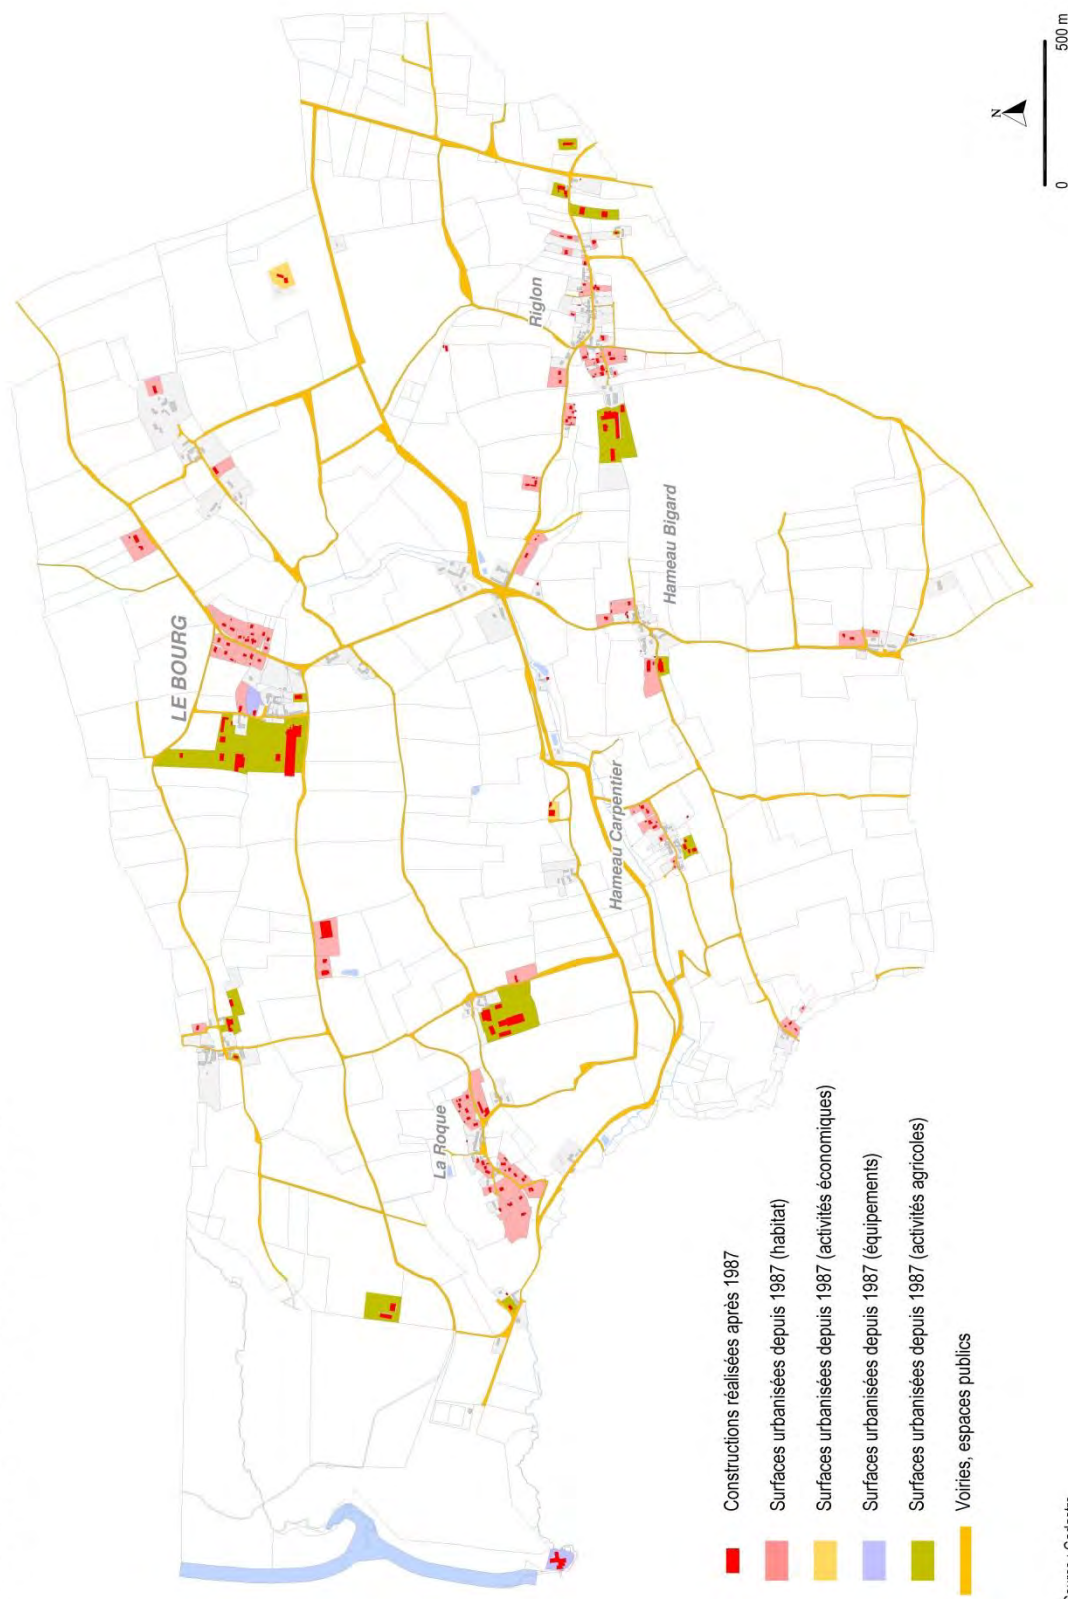 LE BOURG
Riglon
Hameau Bigard
Hameau Carpentier
La Roque
N
0
500 m
Constructions réalisées après 1987
Surfaces urbanisées depuis 1987 (habitat)
Surfaces urbanisées depuis 1987 (activités économiques)
Surfaces urbanisées depuis 1987 (équipements)
Surfaces urbanisées depuis 1987 (activités agricoles)
Voiries, espaces publics
Source : Cadastre